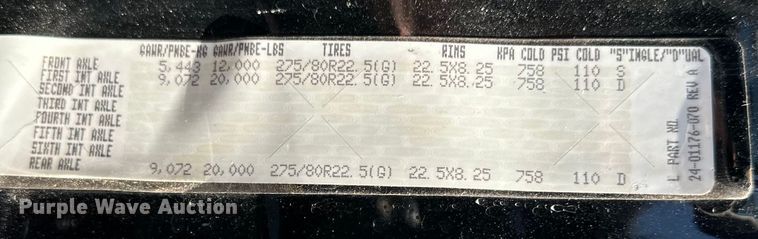 GAWR/PNBE-KG GAWR/PNBE-LBS TIRES RIMS KPA COLD PSI COLD "S"INGLE/"D"UAL
FRONT AXLE 5,443 12,000 275/80R22.5(G) 22.5X8.25 758 110 S
FIRST INT AXLE 9,072 20,000 275/80R22.5(G) 22.5X8.25 758 110 D
SECOND INT AXLE
THIRD INT AXLE
FOURTH INT AXLE
FIFTH INT AXLE
SIXTH INT AXLE
REAR AXLE 9,072 20,000 275/80R22.5(G) 22.5X8.25 758 110 D
L PART NO.
24-01176-070 REV A
Purple Wave Auction